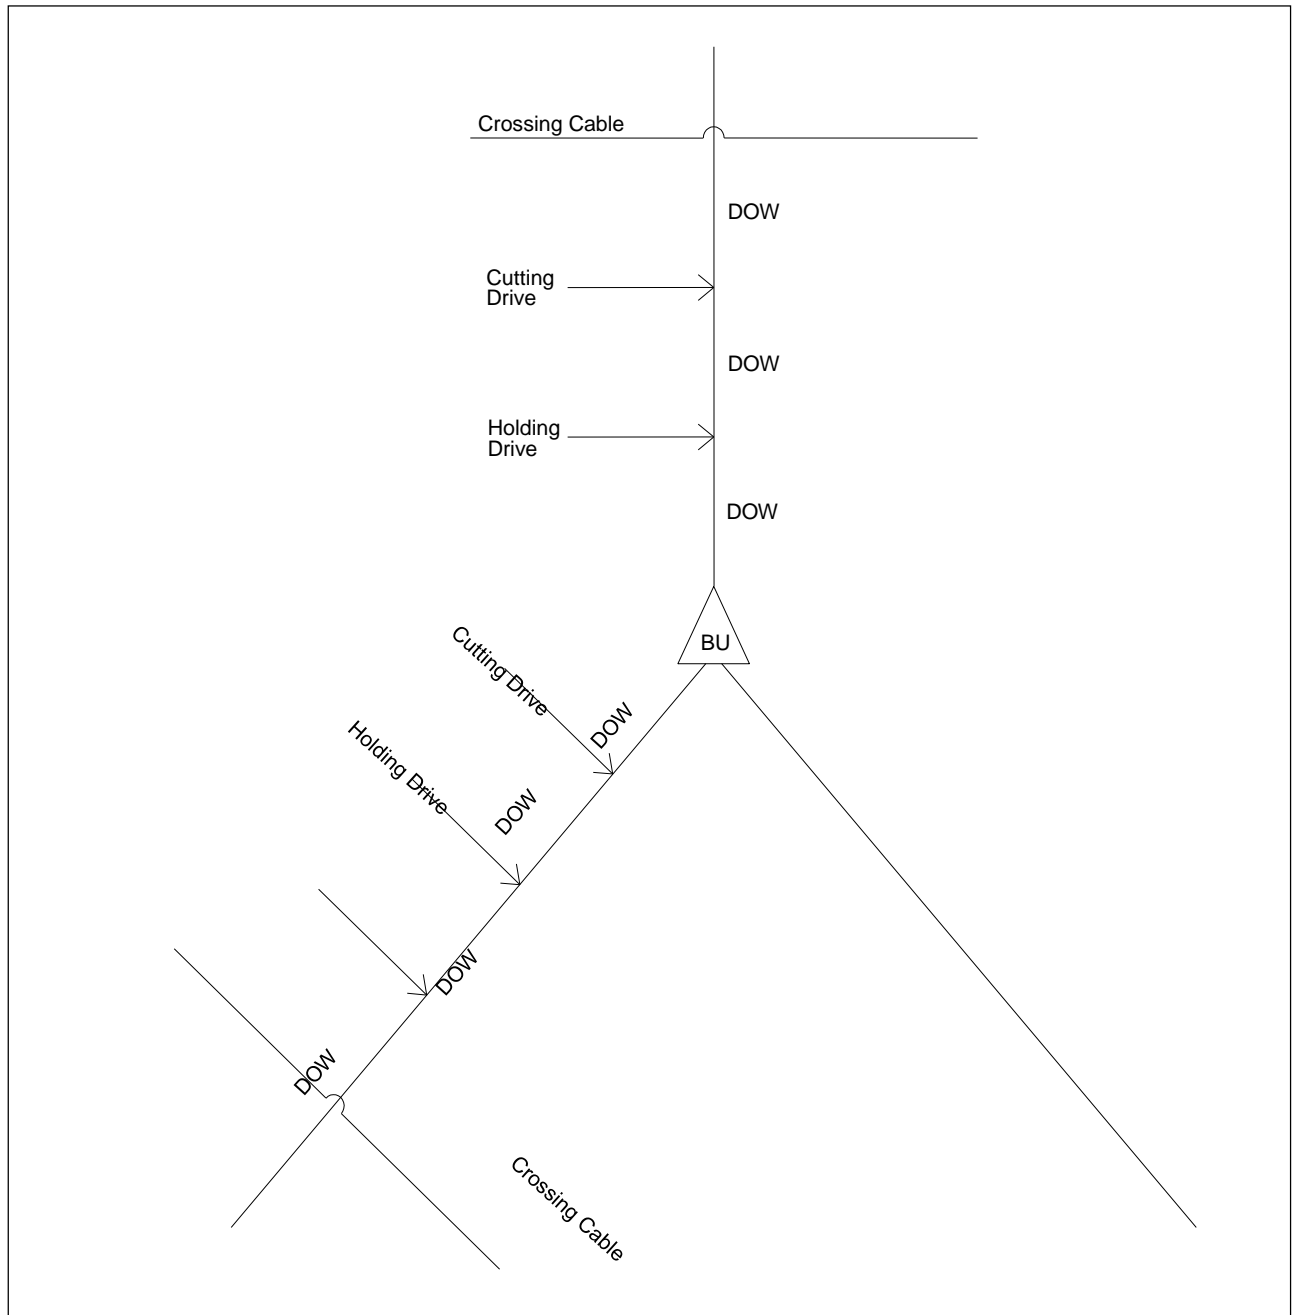 Crossing Cable
DOW
Cutting
Drive
DOW
Holding
Drive
DOW
BU
Cutting Drive
DOW
Holding Drive
DOW
DOW
DOW
Crossing Cable